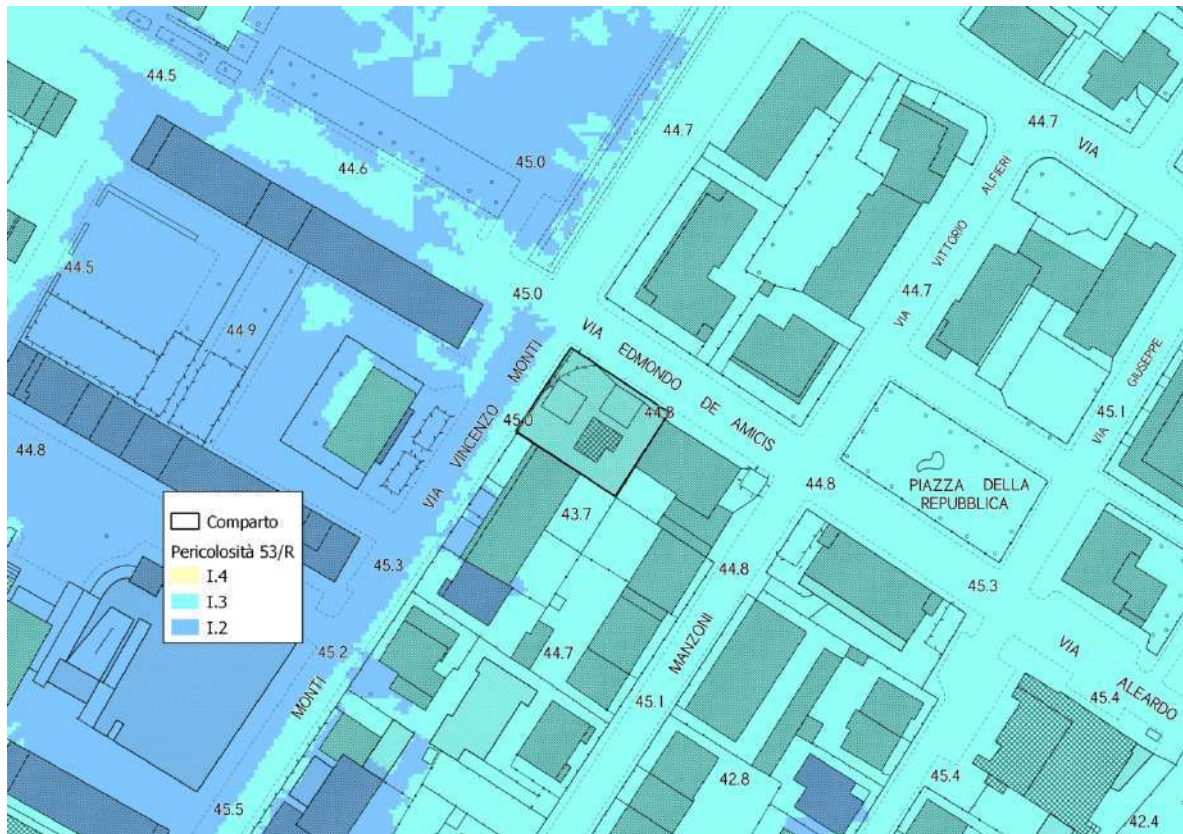 44.5
44.7
44.7
VIA
44.6
45.0
ALFIERI
VITTORIO
VIA
44.5
45.0
44.7
44.9
VIA EDMONDO DE AMICIS
VIA VINCENZO MONTI
45.0
44.8
45.1
VIA GIUSEPPE
44.8
44.8
PIAZZA DELLA
REPUBBLICA
43.7
Comparto
Pericolosità 53/R
I.4
I.3
I.2
45.3
44.8
45.3
MANZONI
45.2
44.7
VIA ALEARDO
MONTI
45.1
45.4
42.8
45.4
45.5
42.4